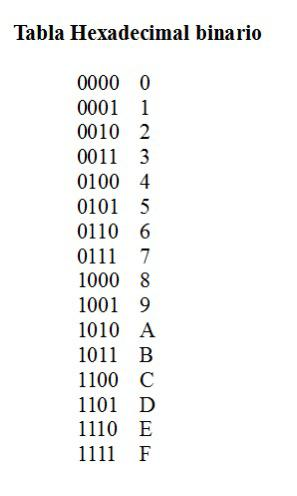 Tabla Hexadecimal binario
0000 0
0001 1
0010 2
0011 3
0100 4
0101 5
0110 6
0111 7
1000 8
1001 9
1010 A
1011 B
1100 C
1101 D
1110 E
1111 F